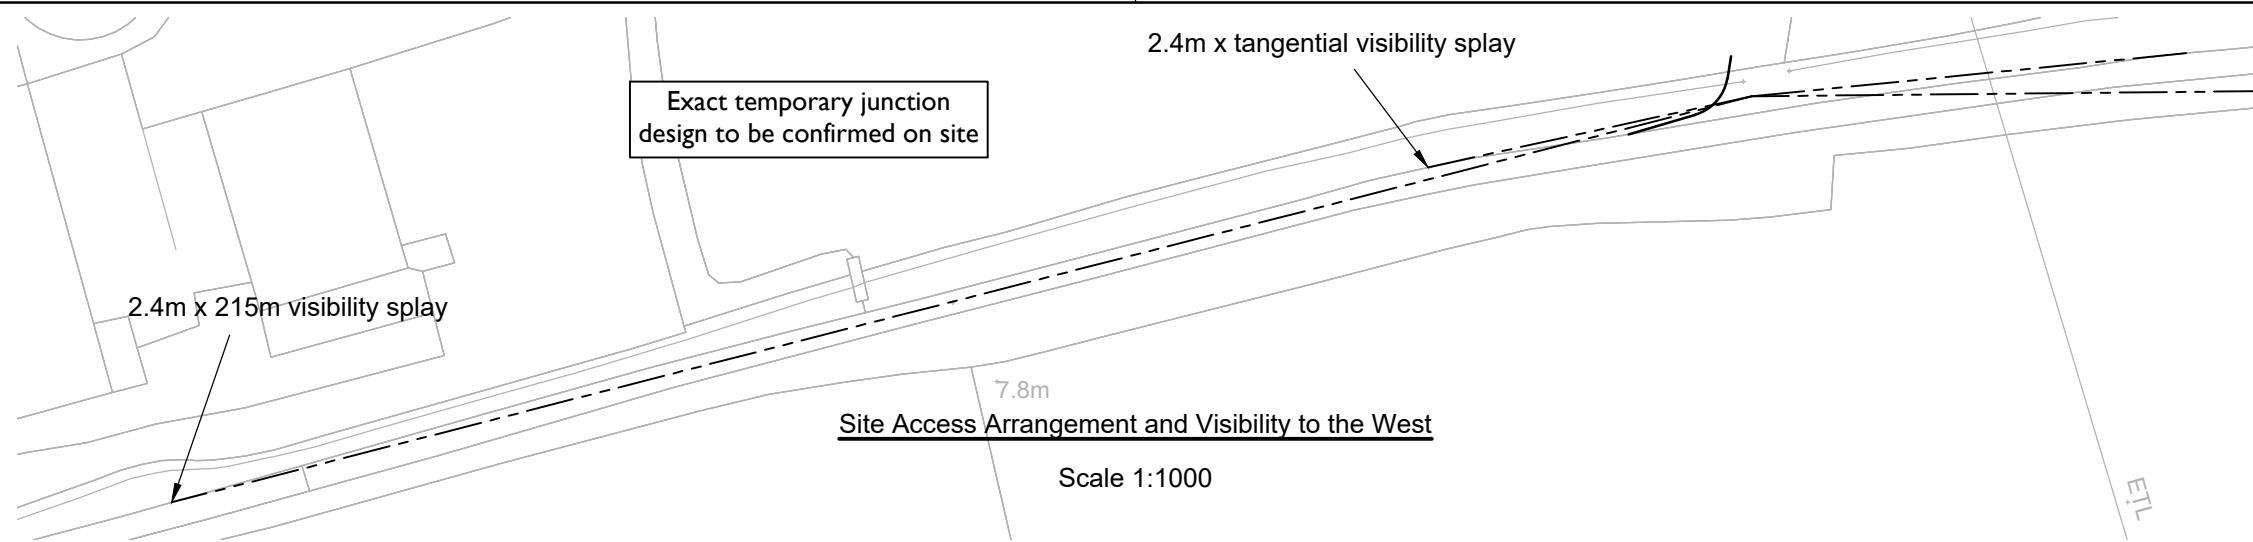 2.4m x tangential visibility splay
Exact temporary junction
design to be confirmed on site
2.4m x 215m visibility splay
7.8m
Site Access Arrangement and Visibility to the West
Scale 1:1000
ETL